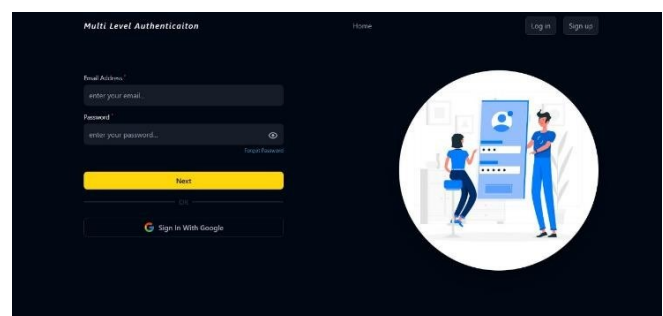 Multi Level Authenticaiton
Home
Log in
Sign up
Email Address *
enter your email..
Password *
enter your password...
Forgot Password
Next
OR
Sign In With Google